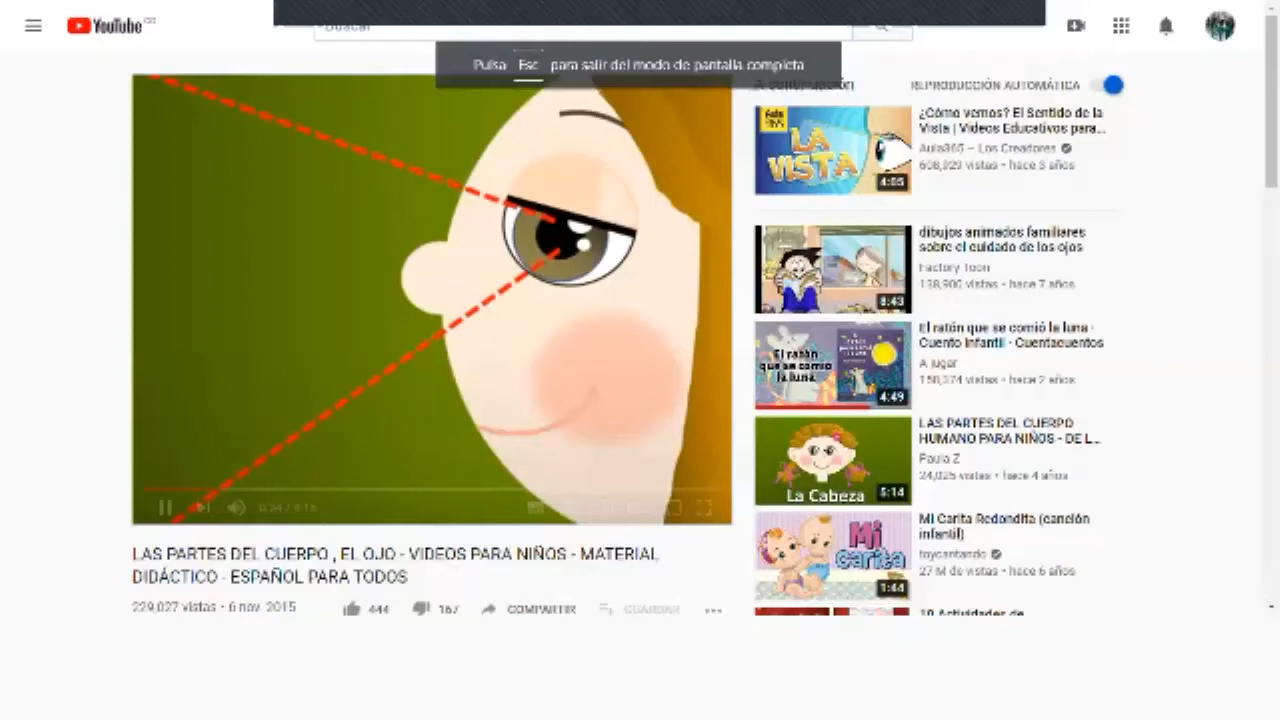 YouTube
Buscar
Pulsa Esc para salir del modo de pantalla completa
A continuación
REPRODUCCIÓN AUTOMÁTICA
LAS PARTES DEL CUERPO , EL OJO - VIDEOS PARA NIÑOS - MATERIAL
DIDÁCTICO - ESPAÑOL PARA TODOS
229,027 vistas • 6 nov. 2015
444
167
COMPARTIR
GUARDAR
Aula
365
LA
VISTA
4:05
¿Cómo vemos? El Sentido de la
Vista | Videos Educativos para...
Aula365 - Los Creadores
608,929 vistas • hace 3 años
8:43
dibujos animados familiares
sobre el cuidado de los ojos
Factory Toon
138,900 vistas • hace 7 años
El ratón
que se comio
la luna
4:49
El ratón que se comió la luna -
Cuento Infantil - Cuentacuentos
A jugar
158,374 vistas • hace 2 años
La Cabeza
5:14
LAS PARTES DEL CUERPO
HUMANO PARA NIÑOS - DE L...
Paula Z
24,025 vistas • hace 4 años
Mi
Carita
1:44
Mi Carita Redondita (canción
infantil)
toycantando
27 M de vistas • hace 6 años
10 Actividades de